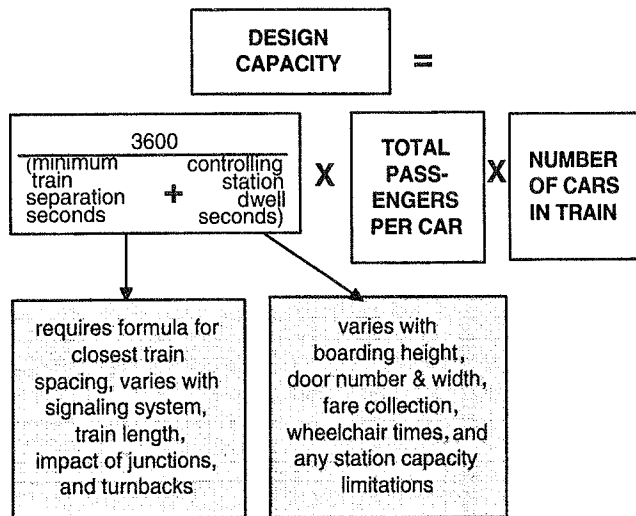 DESIGN
CAPACITY =
3600
(minimum
train
separation
seconds
+
controlling
station
dwell
seconds)
X
TOTAL
PASS-
ENGERS
PER CAR
X
NUMBER
OF CARS
IN TRAIN
requires formula for
closest train
spacing, varies with
signaling system,
train length,
impact of junctions,
and turnbacks
varies with
boarding height,
door number & width,
fare collection,
wheelchair times, and
any station capacity
limitations